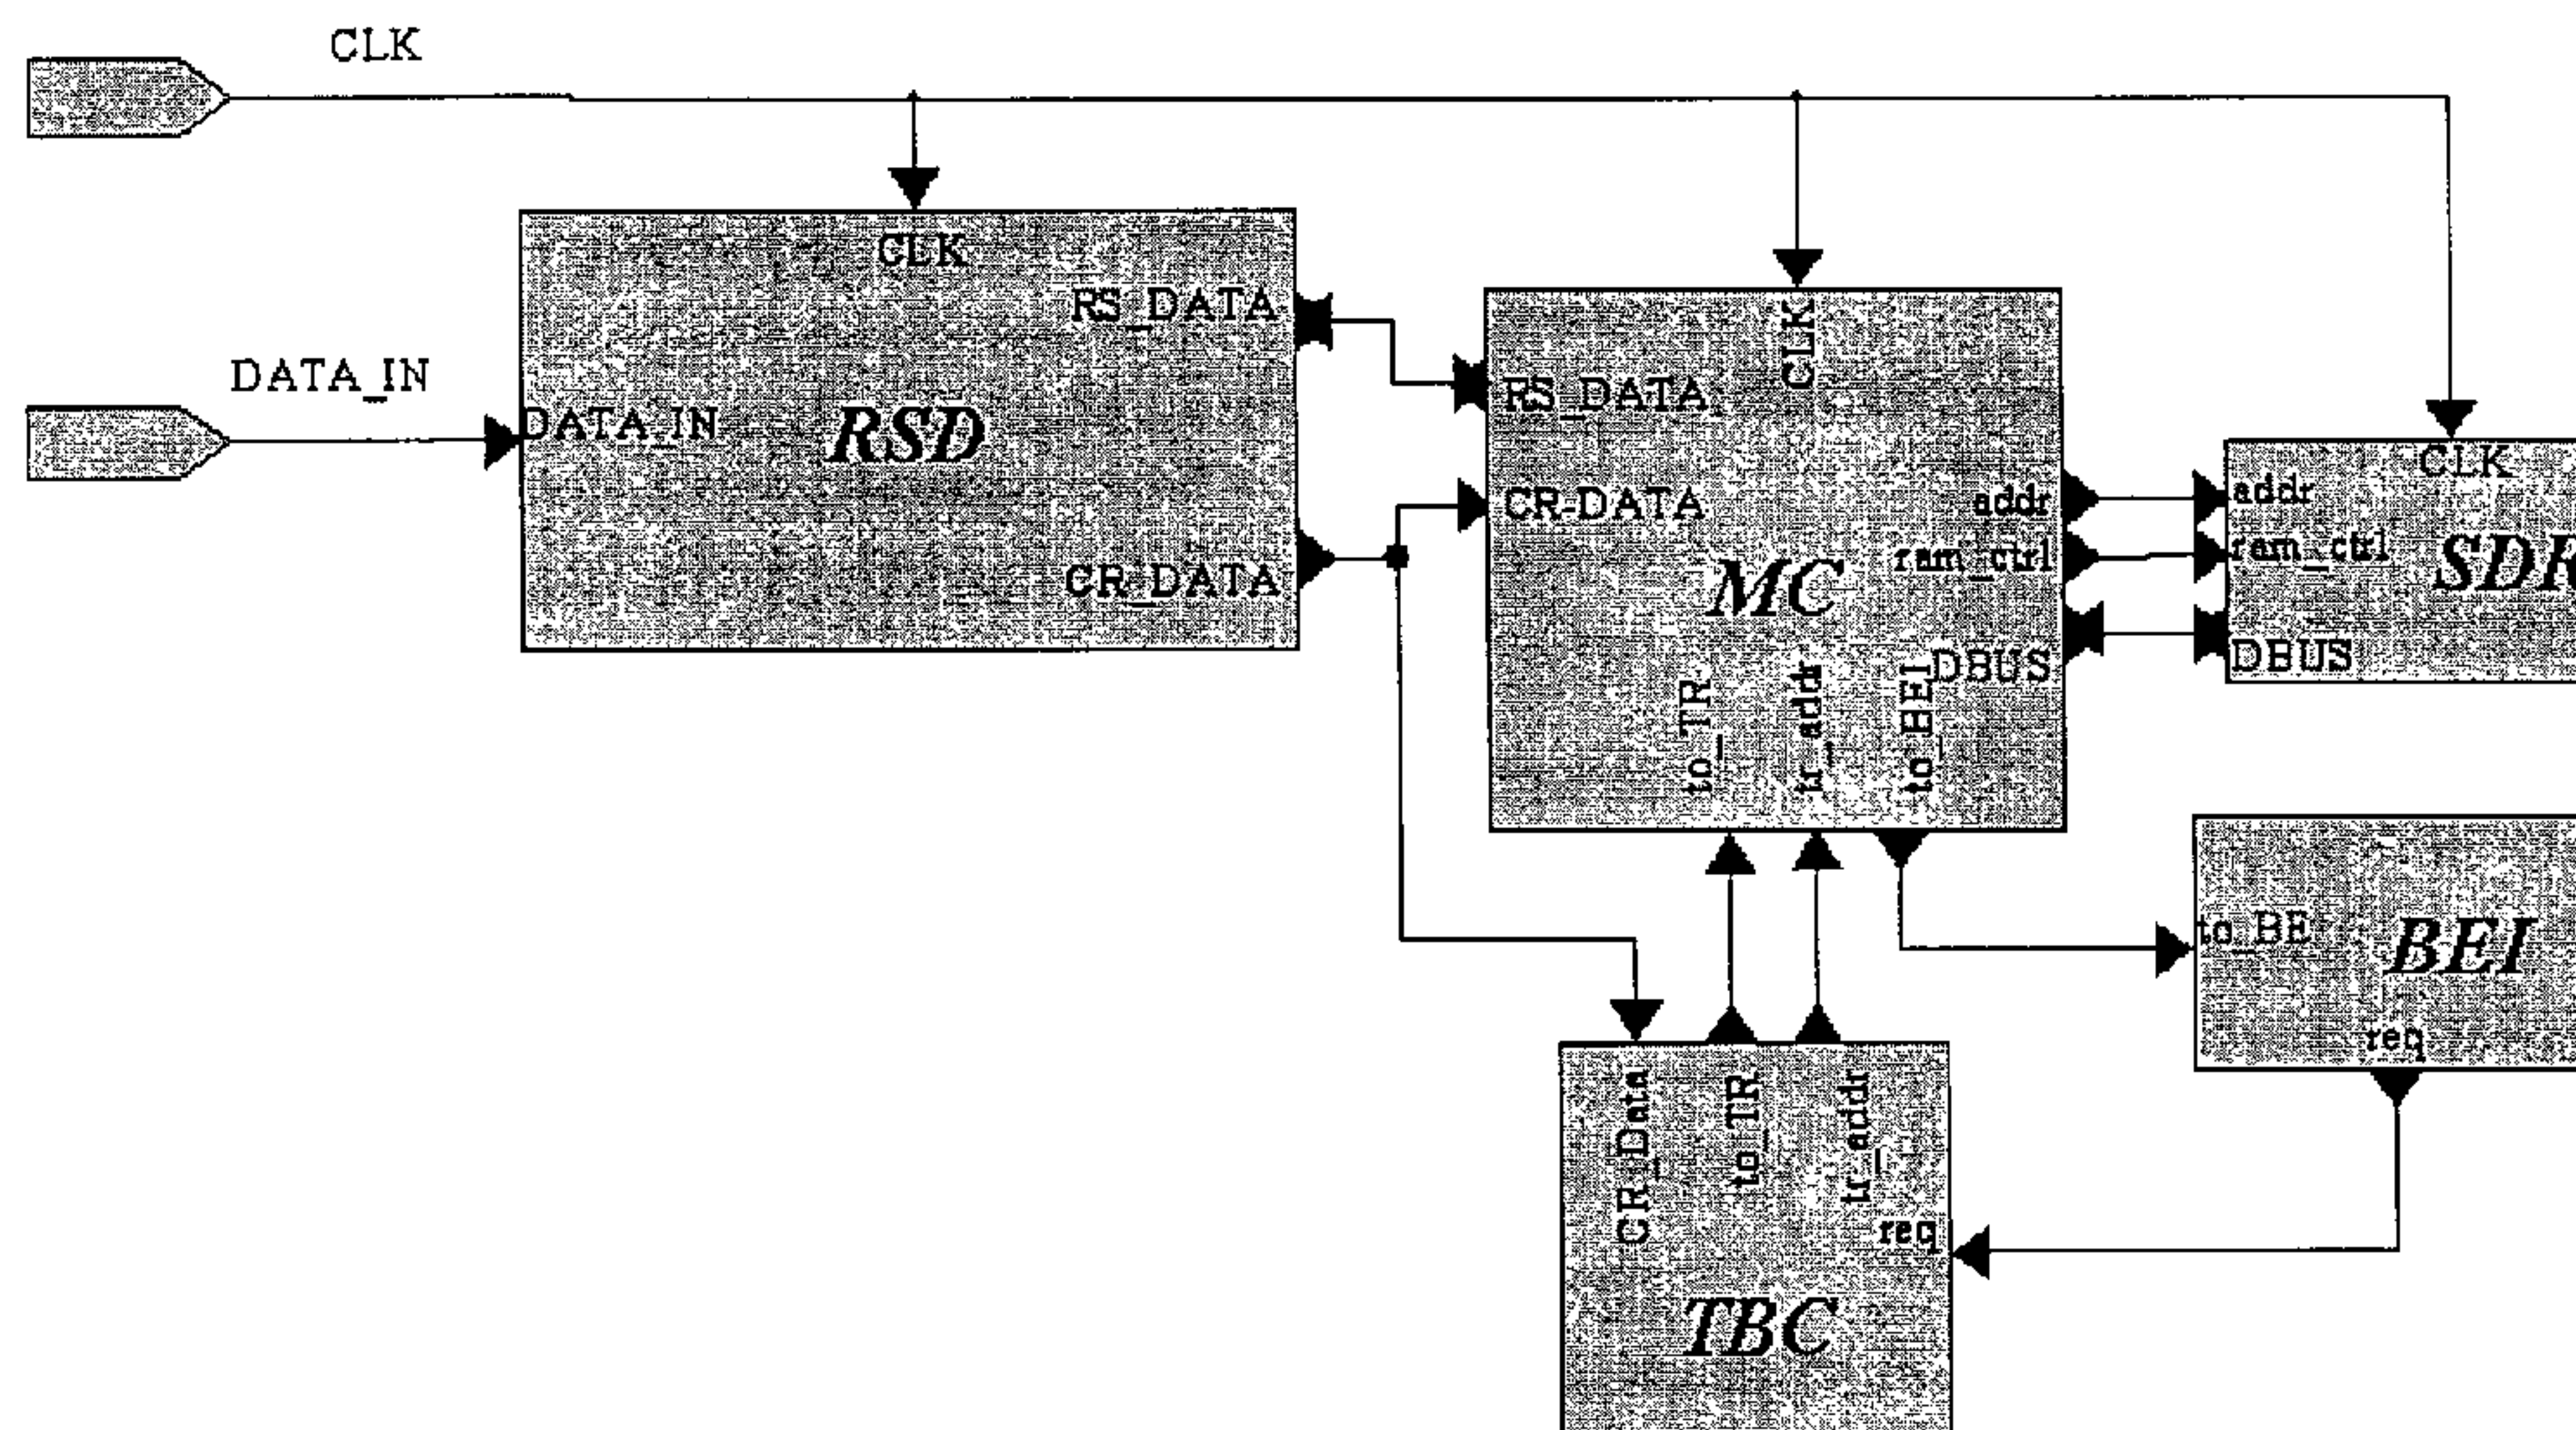 CLK
CLK
RS_DATA
DATA_IN
DATA_IN
RSD
CR_DATA
CLK
RS_DATA
CR-DATA
MC
addr
ram_ctrl
DBUS
to_TR
tr_addr
to_BEI
CLK
addr
ram_ctrl
DBUS
to_BE
BEI
req
CR_Data
to_TR
tr_addr
req
TBC